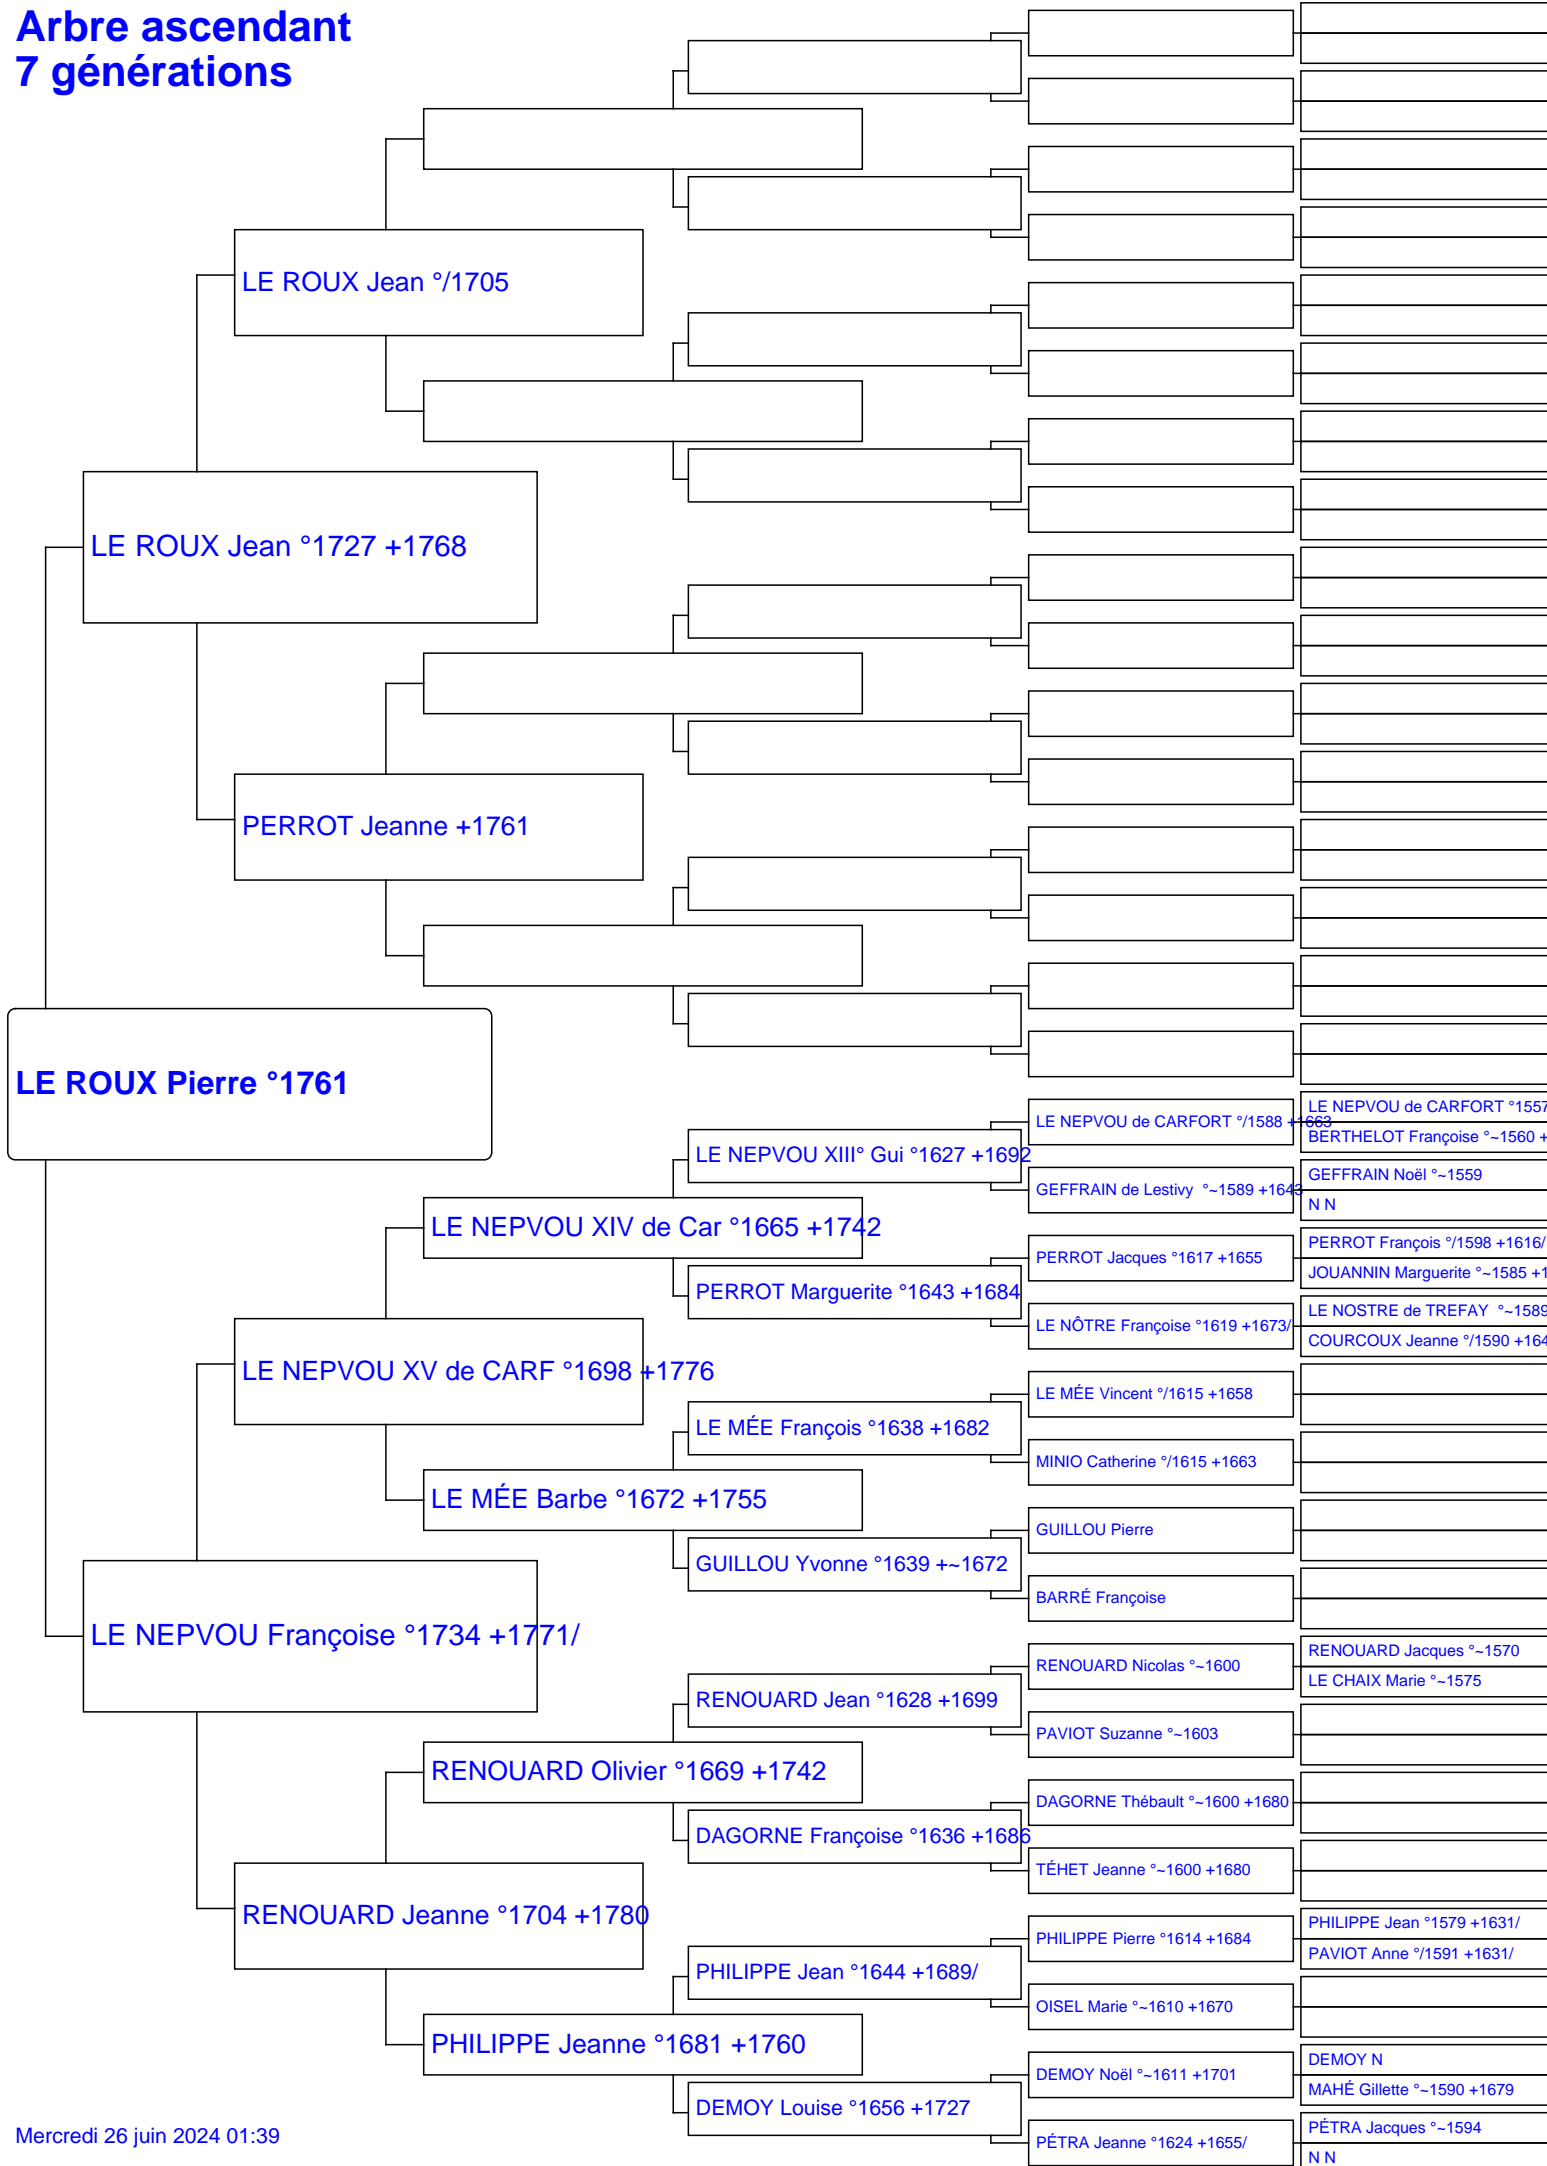 Arbre ascendant
7 générations
LE ROUX Jean °/1705
LE ROUX Jean °1727 +1768
PERROT Jeanne +1761
LE ROUX Pierre °1761
LE NEPVOU de CARFORT °/1588 +1663
LE NEPVOU de CARFORT °1557
BERTHELOT Françoise °~1560 +
LE NEPVOU XIII° Gui °1627 +1692
GEFFRAIN de Lestivy °~1589 +1643
GEFFRAIN Noël °~1559
N N
LE NEPVOU XIV de Car °1665 +1742
PERROT Jacques °1617 +1655
PERROT François °/1598 +1616/
JOUANNIN Marguerite °~1585 +1
PERROT Marguerite °1643 +1684
LE NÔTRE Françoise °1619 +1673/
LE NOSTRE de TREFAY °~1589
COURCOUX Jeanne °/1590 +164
LE NEPVOU XV de CARF °1698 +1776
LE MÉE Vincent °/1615 +1658
LE MÉE François °1638 +1682
MINIO Catherine °/1615 +1663
LE MÉE Barbe °1672 +1755
GUILLOU Pierre
GUILLOU Yvonne °1639 +~1672
BARRÉ Françoise
LE NEPVOU Françoise °1734 +1771/
RENOUARD Nicolas °~1600
RENOUARD Jacques °~1570
LE CHAIX Marie °~1575
RENOUARD Jean °1628 +1699
PAVIOT Suzanne °~1603
RENOUARD Olivier °1669 +1742
DAGORNE Thébault °~1600 +1680
DAGORNE Françoise °1636 +1686
TÉHET Jeanne °~1600 +1680
RENOUARD Jeanne °1704 +1780
PHILIPPE Pierre °1614 +1684
PHILIPPE Jean °1579 +1631/
PAVIOT Anne °/1591 +1631/
PHILIPPE Jean °1644 +1689/
OISEL Marie °~1610 +1670
PHILIPPE Jeanne °1681 +1760
DEMOY Noël °~1611 +1701
DEMOY N
MAHÉ Gillette °~1590 +1679
DEMOY Louise °1656 +1727
PÉTRA Jeanne °1624 +1655/
PÉTRA Jacques °~1594
N N
Mercredi 26 juin 2024 01:39